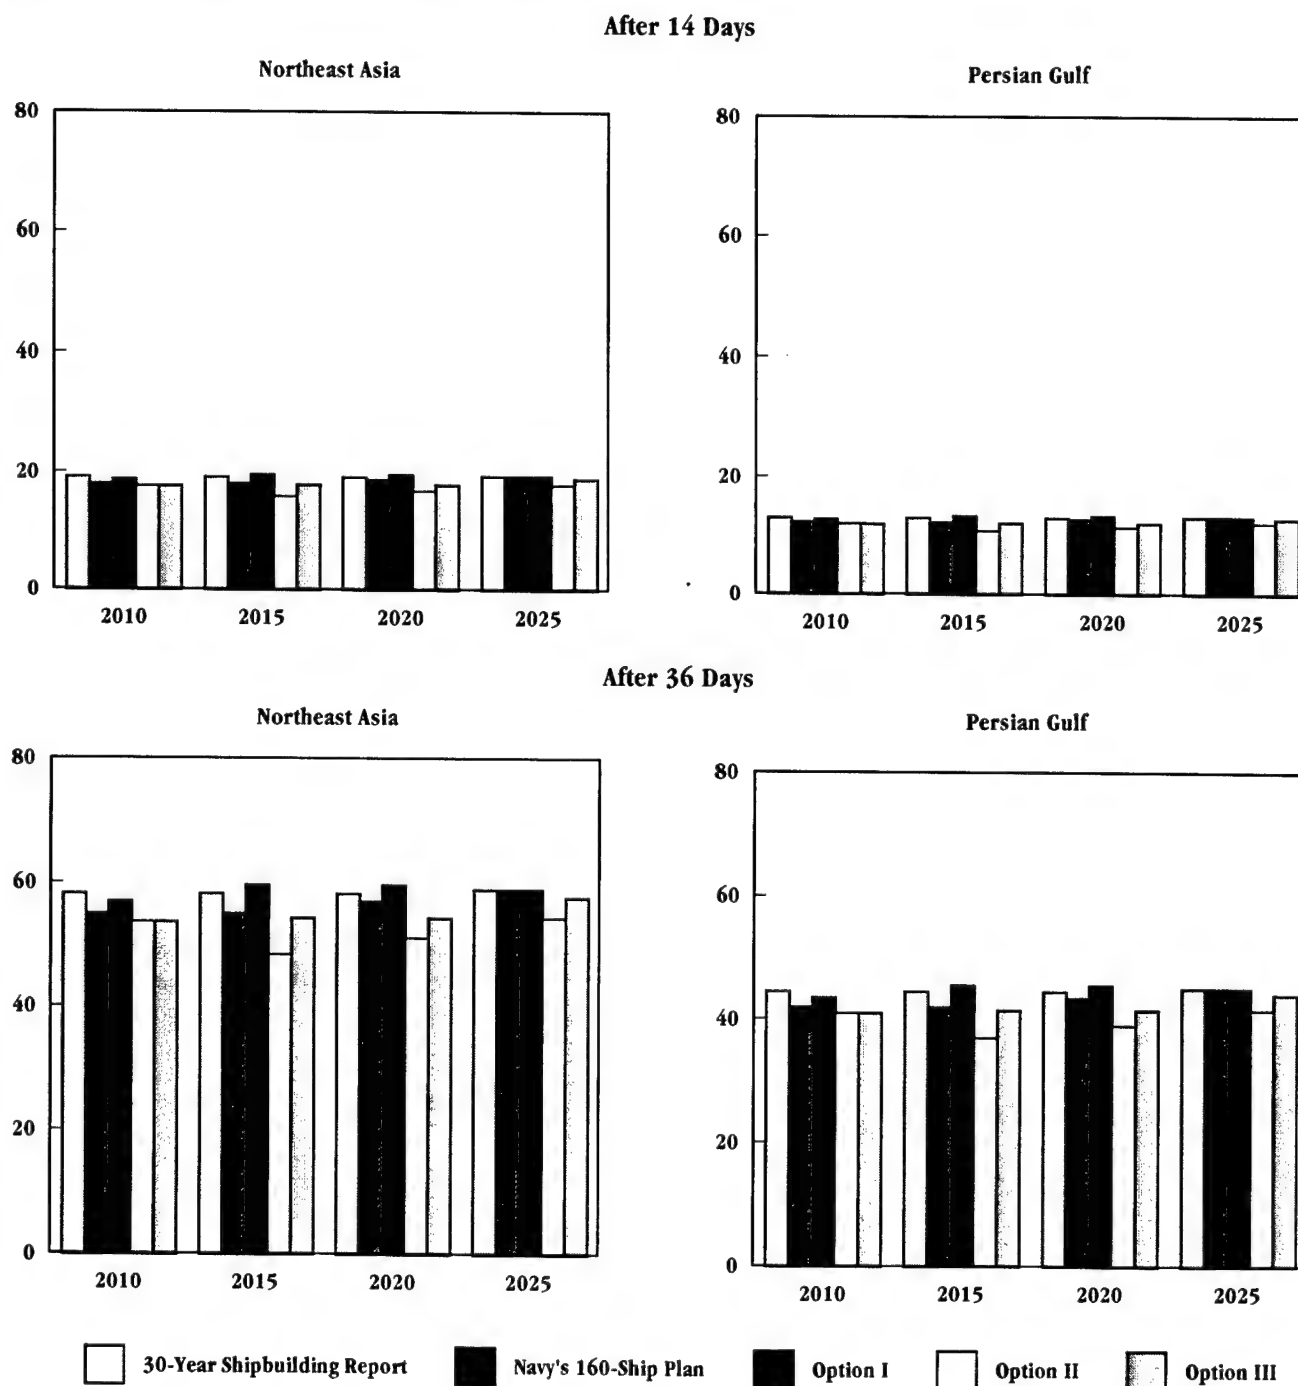 After 14 Days
Northeast Asia
Persian Gulf
80
60
40
20
0
2010 2015 2020 2025
80
60
40
20
0
2010 2015 2020 2025
After 36 Days
Northeast Asia
Persian Gulf
80
60
40
20
0
2010 2015 2020 2025
80
60
40
20
0
2010 2015 2020 2025
30-Year Shipbuilding Report Navy's 160-Ship Plan Option I Option II Option III